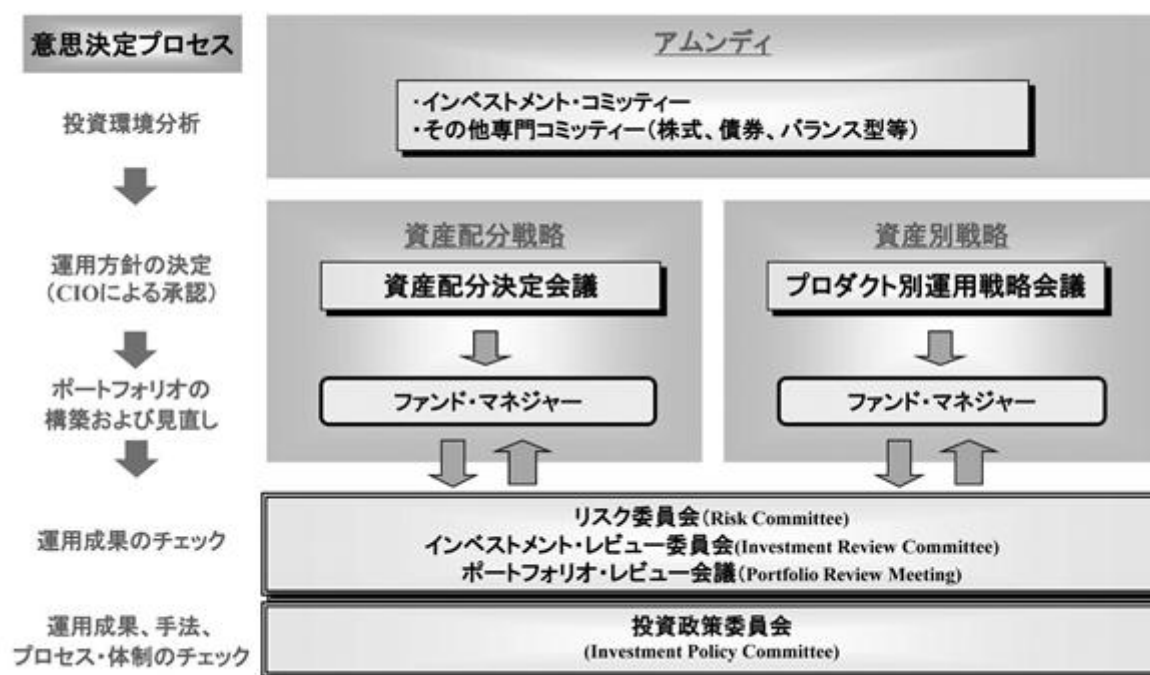 意思決定プロセス
アムンディ
投資環境分析
・インベストメント・コミッティー
・その他専門コミッティー(株式、債券、バランス型等)
運用方針の決定
(CIOによる承認)
資産配分戦略
資産配分決定会議
資産別戦略
プロダクト別運用戦略会議
ポートフォリオの
構築および見直し
ファンド・マネジャー
ファンド・マネジャー
運用成果のチェック
リスク委員会(Risk Committee)
インベストメント・レビュー委員会(Investment Review Committee)
ポートフォリオ・レビュー会議(Portfolio Review Meeting)
運用成果、手法、
プロセス・体制のチェック
投資政策委員会
(Investment Policy Committee)